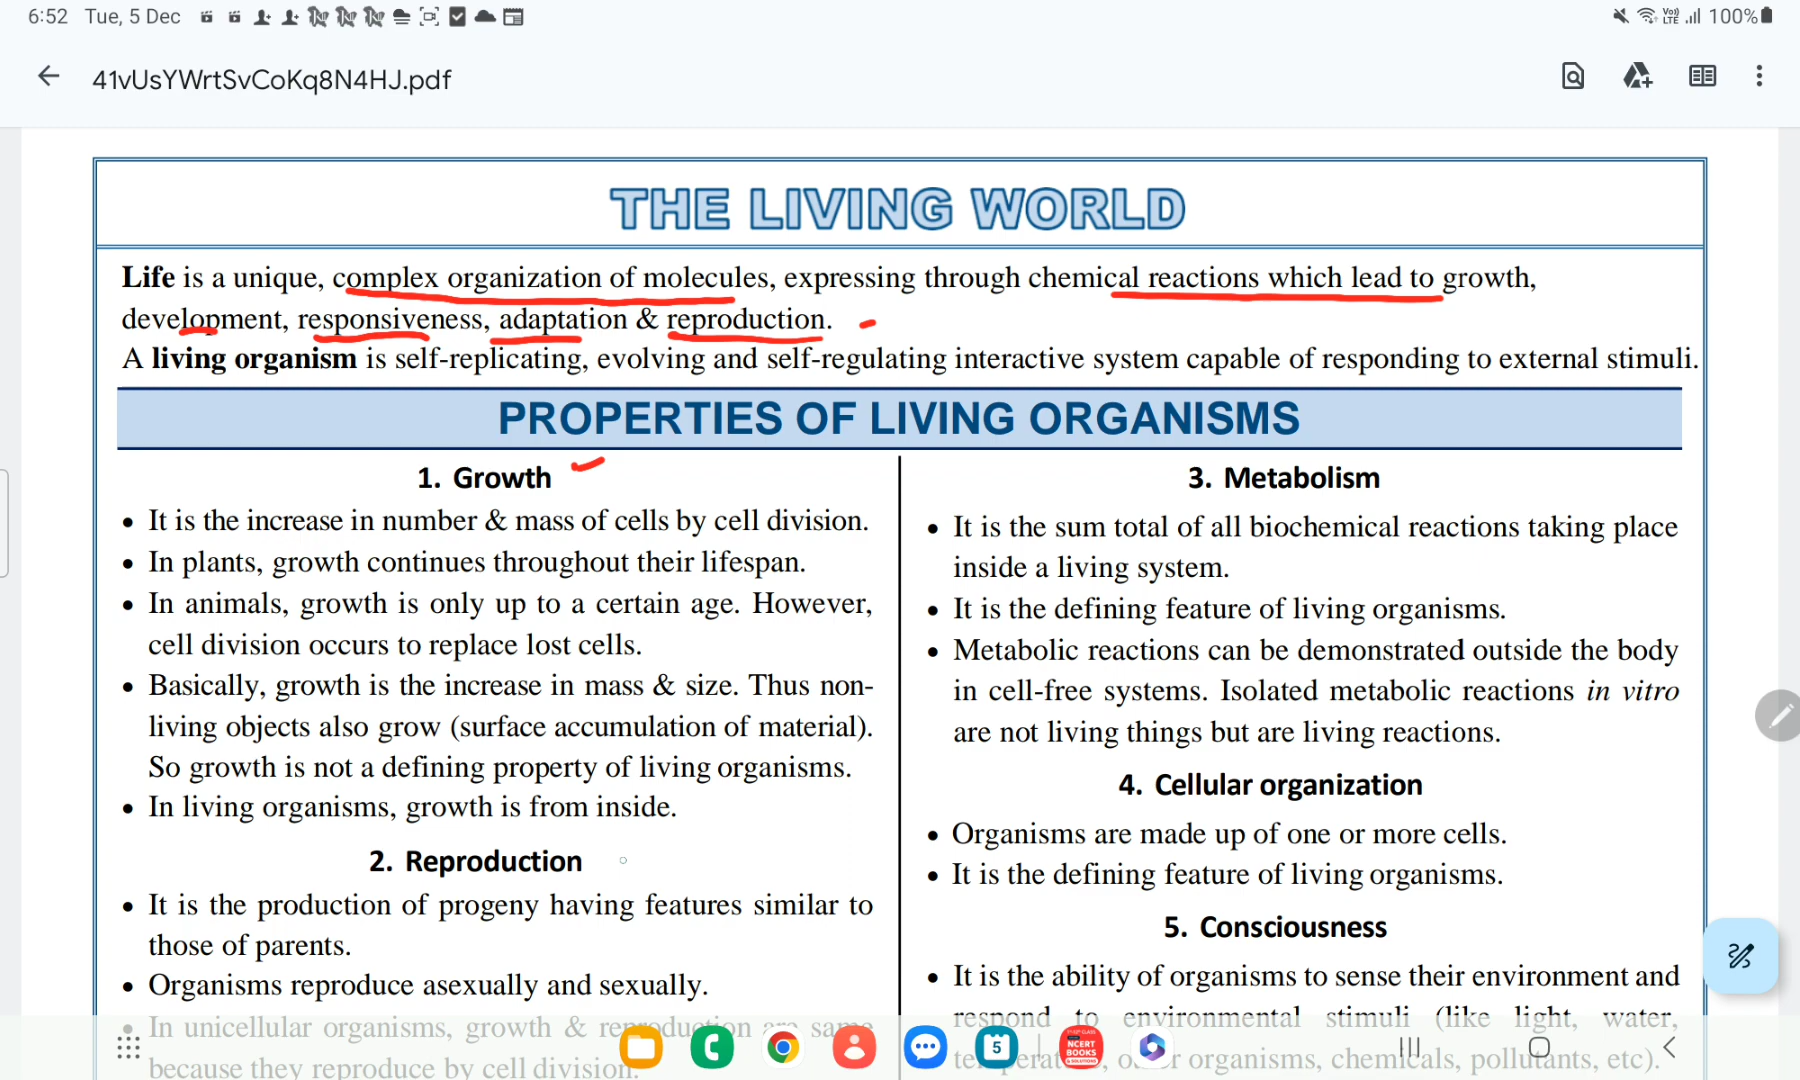 6:52 Tue, 5 Dec
Vo))
LTE
100%
41vUsYWrtSvCoKq8N4HJ.pdf
THE LIVING WORLD
Life is a unique, complex organization of molecules, expressing through chemical reactions which lead to growth,
development, responsiveness, adaptation & reproduction.
A living organism is self-replicating, evolving and self-regulating interactive system capable of responding to external stimuli.
PROPERTIES OF LIVING ORGANISMS
1. Growth
• It is the increase in number & mass of cells by cell division.
• In plants, growth continues throughout their lifespan.
• In animals, growth is only up to a certain age. However,
cell division occurs to replace lost cells.
• Basically, growth is the increase in mass & size. Thus non-
living objects also grow (surface accumulation of material).
So growth is not a defining property of living organisms.
• In living organisms, growth is from inside.
2. Reproduction
• It is the production of progeny having features similar to
those of parents.
• Organisms reproduce asexually and sexually.
• In unicellular organisms, growth & reproduction are same
because they reproduce by cell division.
3. Metabolism
• It is the sum total of all biochemical reactions taking place
inside a living system.
• It is the defining feature of living organisms.
• Metabolic reactions can be demonstrated outside the body
in cell-free systems. Isolated metabolic reactions in vitro
are not living things but are living reactions.
4. Cellular organization
• Organisms are made up of one or more cells.
• It is the defining feature of living organisms.
5. Consciousness
• It is the ability of organisms to sense their environment and
respond to environmental stimuli (like light, water,
organisms, chemicals, pollutants, etc).
5
NCERT
BOOKS